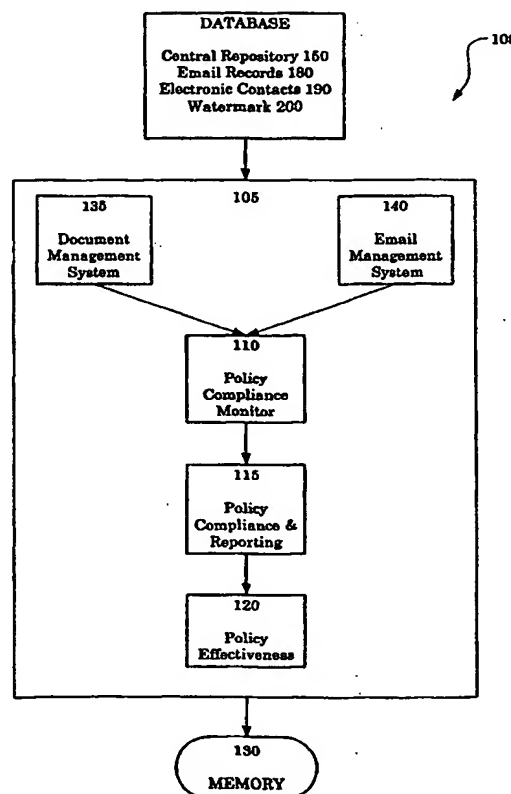 DATABASE
Central Repository 150
Email Records 180
Electronic Contacts 190
Watermark 200
108
105
135
Document
Management
System
140
Email
Management
System
110
Policy
Compliance
Monitor
115
Policy
Compliance &
Reporting
120
Policy
Effectiveness
130
MEMORY